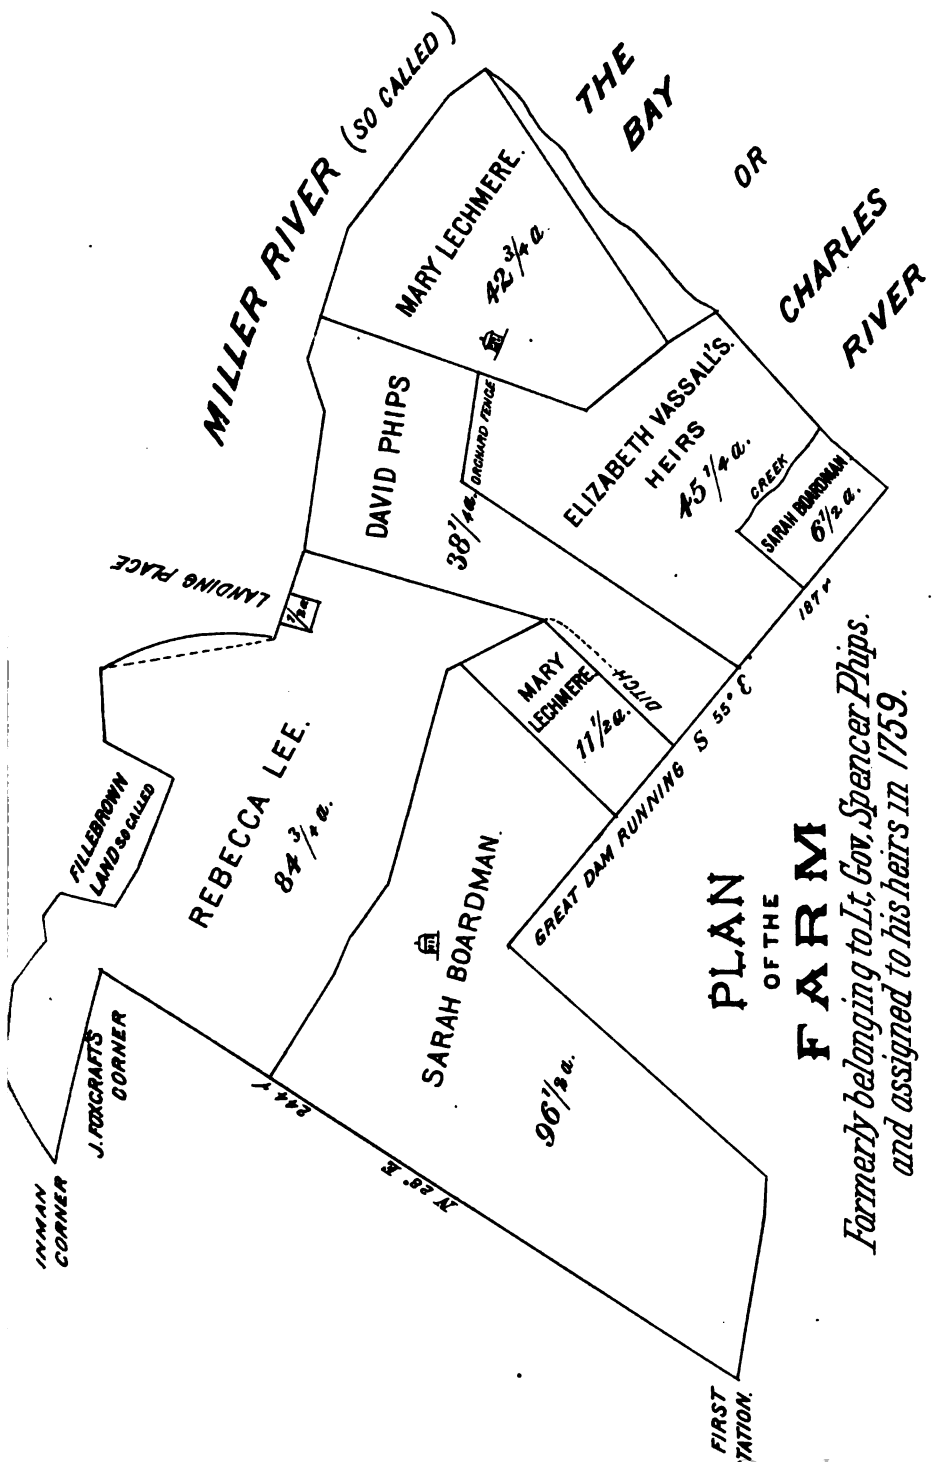 PLAN
OF THE
FARM
Formerly belonging to Lt, Gov, Spencer Phips.
and assigned to his heirs in 1759.
MILLER RIVER (SO CALLED)
THE
BAY
OR
CHARLES
RIVER
MARY LECHMERE.
42 3/4 a.
DAVID PHIPS
38 1/4 a.
ORCHARD FENCE
ELIZABETH VASSALL'S.
HEIRS
45 1/4 a.
CREEK
SARAH BOARDMAN.
6 1/2 a.
LANDING PLACE
1/2 a
MARY
LECHMERE.
11 1/2 a.
DITCH
GREAT DAM RUNNING S 55° E. 187 r
FILLEBROWN
LAND SO CALLED
REBECCA LEE.
84 3/4 a.
SARAH BOARDMAN.
96 1/2 a.
J. FOXCRAFTS
CORNER
INMAN
CORNER
N 28° E 244 r
FIRST
TATION.